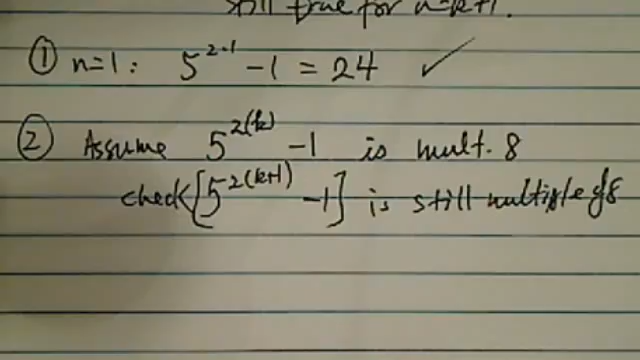 still true for n=k+1.
① n=1: 5^{2·1} -1 = 24 ✓
② Assume 5^{2(k)} -1 is mult. 8
check [5^{2(k+1)} -1] is still multiple of 8